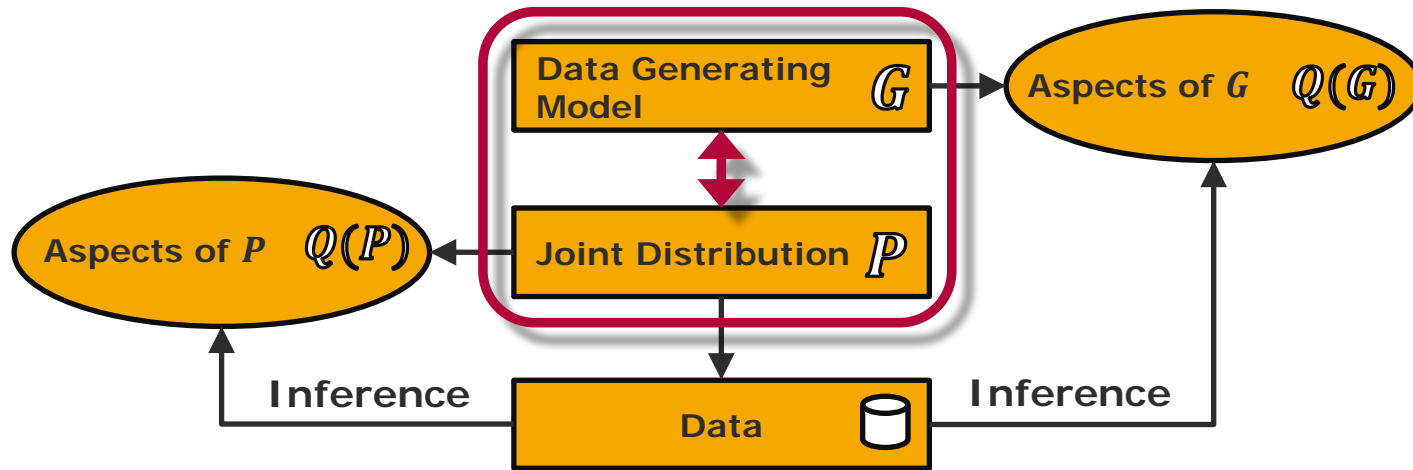 Data Generating
Model G
Aspects of G Q(G)
Aspects of P Q(P)
Joint Distribution P
Inference
Data
Inference